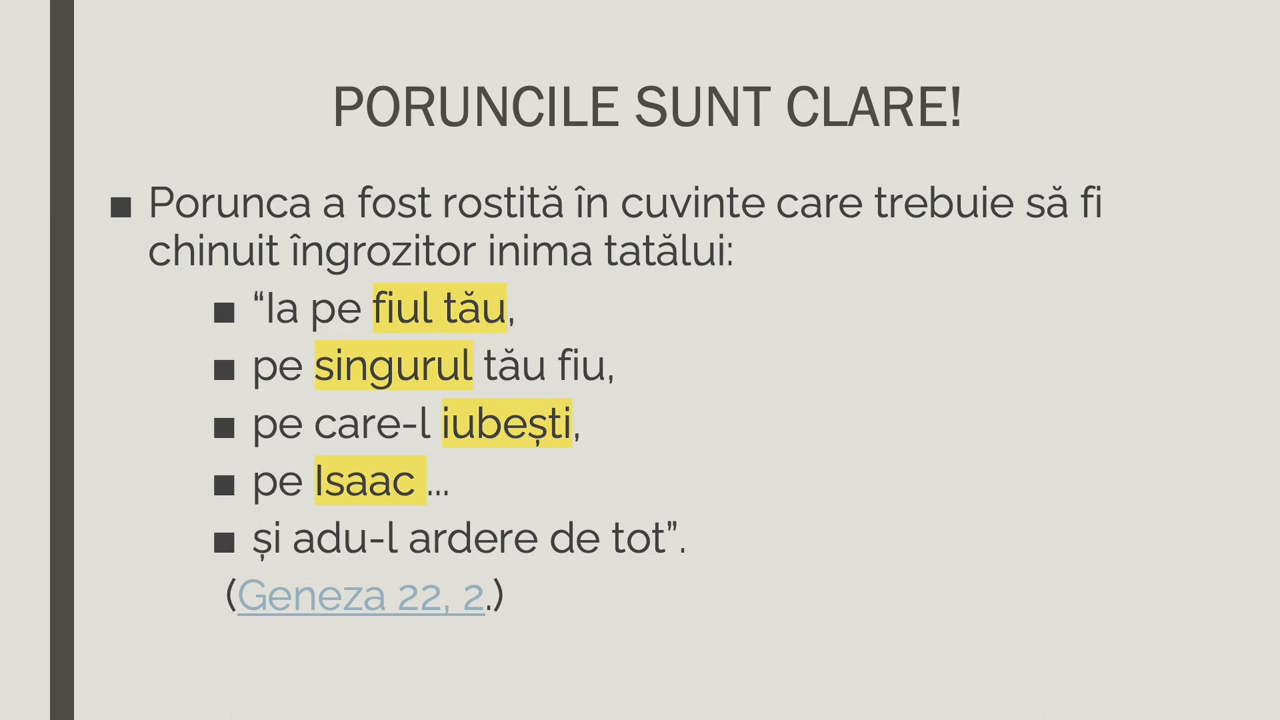 PORUNCILE SUNT CLARE!
■ Porunca a fost rostită în cuvinte care trebuie să fi
chinuit îngrozitor inima tatălui:
■ “Ia pe fiul tău,
■ pe singurul tău fiu,
■ pe care-l iubești,
■ pe Isaac ...
■ și adu-l ardere de tot”.
(Geneza 22, 2.)